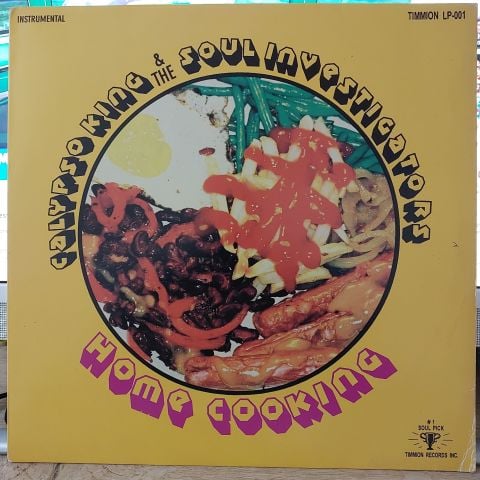 INSTRUMENTAL
TIMMION LP-001
CALYPSO KING & THE SOUL INVESTIGATORS
HOME COOKING
#1
SOUL PICK
TIMMION RECORDS INC.